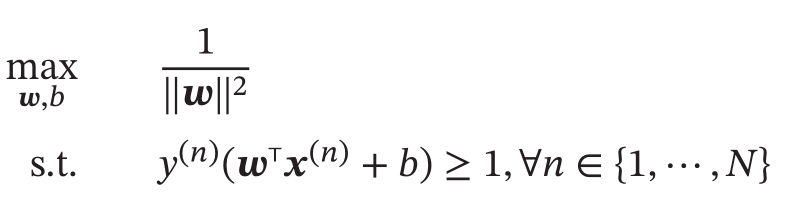 max w,b 1 / ||w||²
s.t. y⁽ⁿ⁾(w⊤x⁽ⁿ⁾ + b) ≥ 1, ∀n ∈ {1, ⋯ , N}